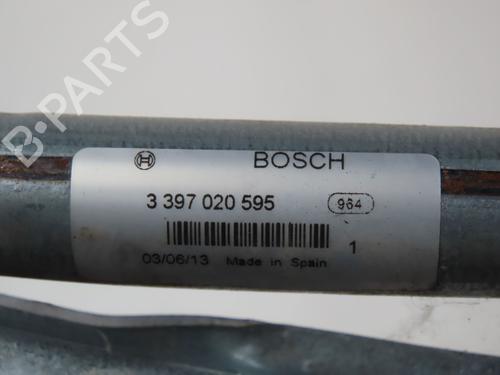 B-PARTS
BOSCH
3 397 020 595
964
1
03/06/13 Made in Spain